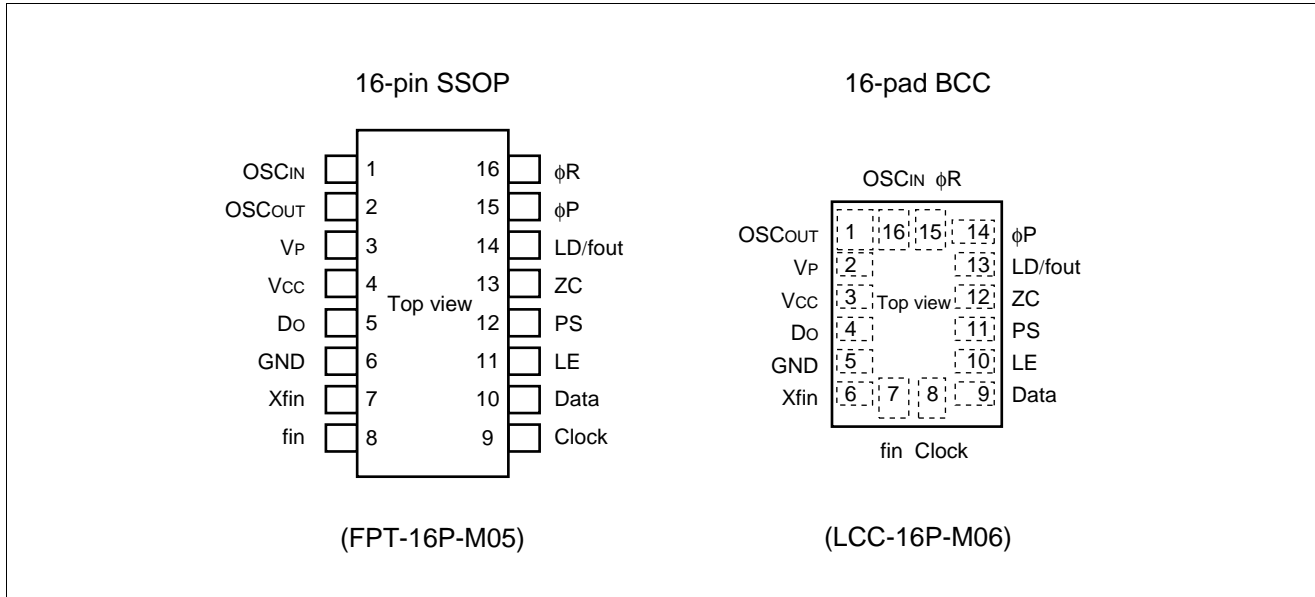 16-pin SSOP
OSCIN 1 16 φR
OSCOUT 2 15 φP
VP 3 14 LD/fout
VCC 4 13 ZC
Top view
DO 5 12 PS
GND 6 11 LE
Xfin 7 10 Data
fin 8 9 Clock
(FPT-16P-M05)
16-pad BCC
OSCIN φR
OSCOUT 1 16 15 14 φP
VP 2 13 LD/fout
VCC 3 Top view 12 ZC
DO 4 11 PS
GND 5 10 LE
Xfin 6 7 8 9 Data
fin Clock
(LCC-16P-M06)